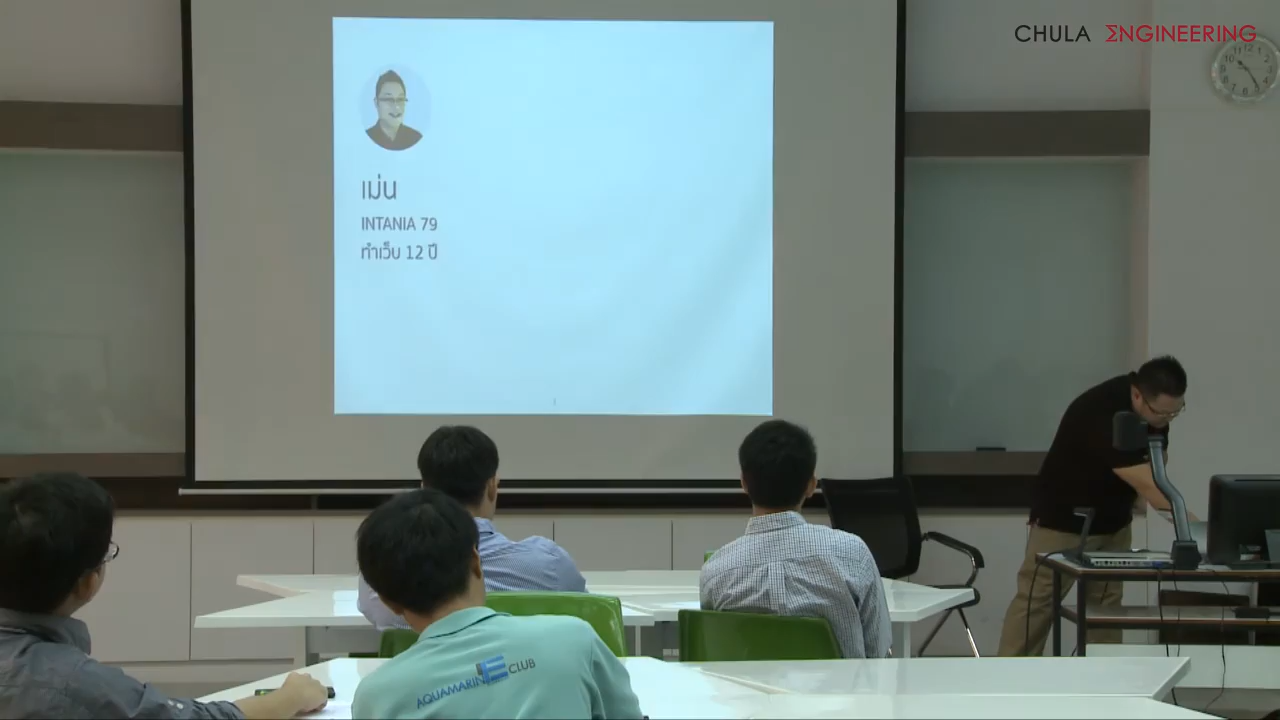 CHULA ΣNGINEERING
เม่น
INTANIA 79
ทำเว็บ 12 ปี
AQUAMARINE CLUB